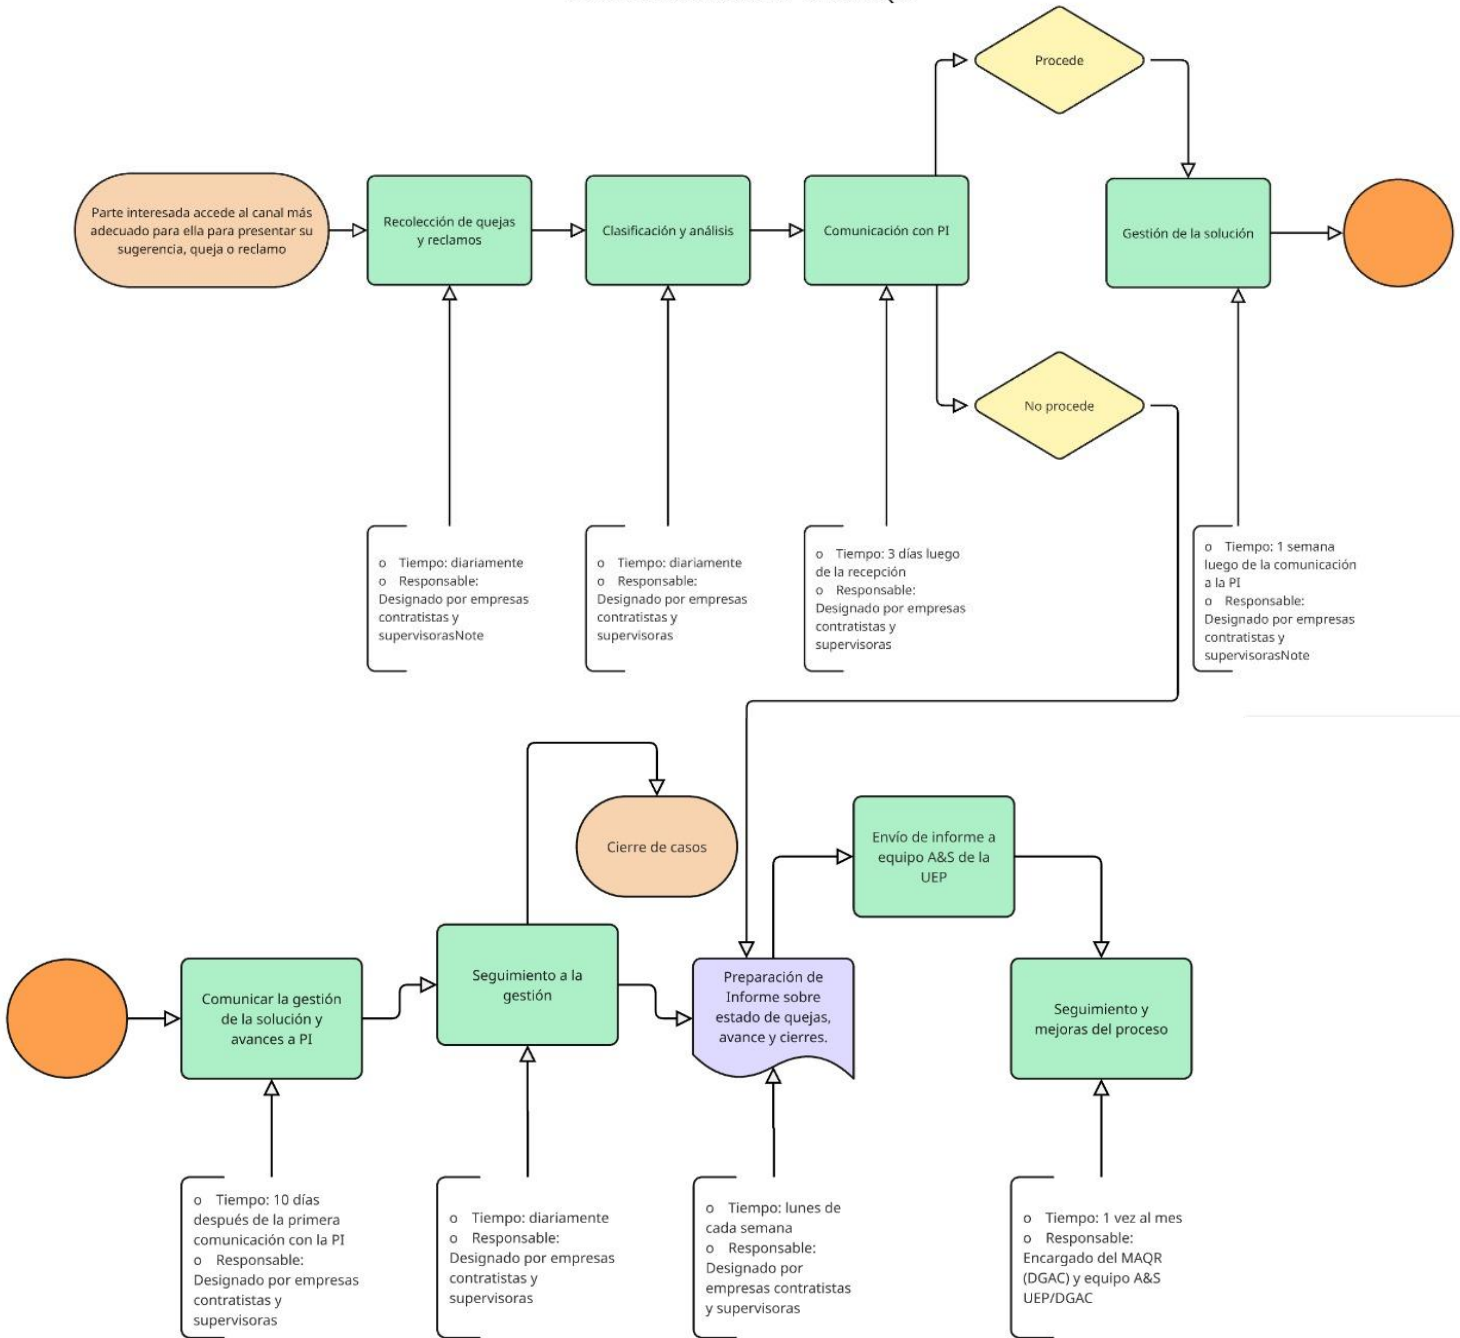 Procede
Parte interesada accede al canal más
adecuado para ella para presentar su
sugerencia, queja o reclamo
Recolección de quejas
y reclamos
Clasificación y análisis
Comunicación con PI
Gestión de la solución
No procede
o Tiempo: diariamente
o Responsable:
Designado por empresas
contratistas y
supervisorasNote
o Tiempo: diariamente
o Responsable:
Designado por empresas
contratistas y
supervisoras
o Tiempo: 3 días luego
de la recepción
o Responsable:
Designado por empresas
contratistas y
supervisoras
o Tiempo: 1 semana
luego de la comunicación
a la PI
o Responsable:
Designado por empresas
contratistas y
supervisorasNote
Cierre de casos
Envío de informe a
equipo A&S de la
UEP
Comunicar la gestión
de la solución y
avances a PI
Seguimiento a la
gestión
Preparación de
Informe sobre
estado de quejas,
avance y cierres.
Seguimiento y
mejoras del proceso
o Tiempo: 10 días
después de la primera
comunicación con la PI
o Responsable:
Designado por empresas
contratistas y
supervisoras
o Tiempo: diariamente
o Responsable:
Designado por empresas
contratistas y
supervisoras
o Tiempo: lunes de
cada semana
o Responsable:
Designado por
empresas contratistas
y supervisoras
o Tiempo: 1 vez al mes
o Responsable:
Encargado del MAQR
(DGAC) y equipo A&S
UEP/DGAC